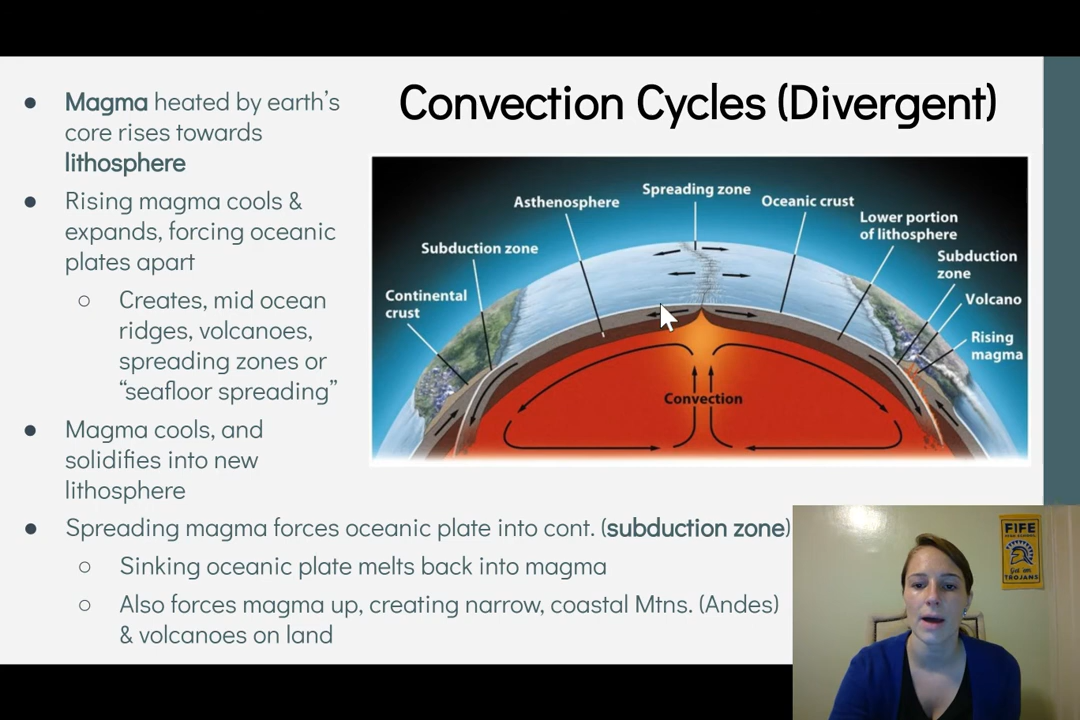 Convection Cycles (Divergent)
● Magma heated by earth's
core rises towards
lithosphere
● Rising magma cools &
expands, forcing oceanic
plates apart
○ Creates, mid ocean
ridges, volcanoes,
spreading zones or
“seafloor spreading”
● Magma cools, and
solidifies into new
lithosphere
● Spreading magma forces oceanic plate into cont. (subduction zone)
○ Sinking oceanic plate melts back into magma
○ Also forces magma up, creating narrow, coastal Mtns. (Andes)
& volcanoes on land
Spreading zone
Asthenosphere
Oceanic crust
Lower portion
of lithosphere
Subduction zone
Subduction
zone
Continental
crust
Volcano
Rising
magma
Convection
FIFE
TROJANS